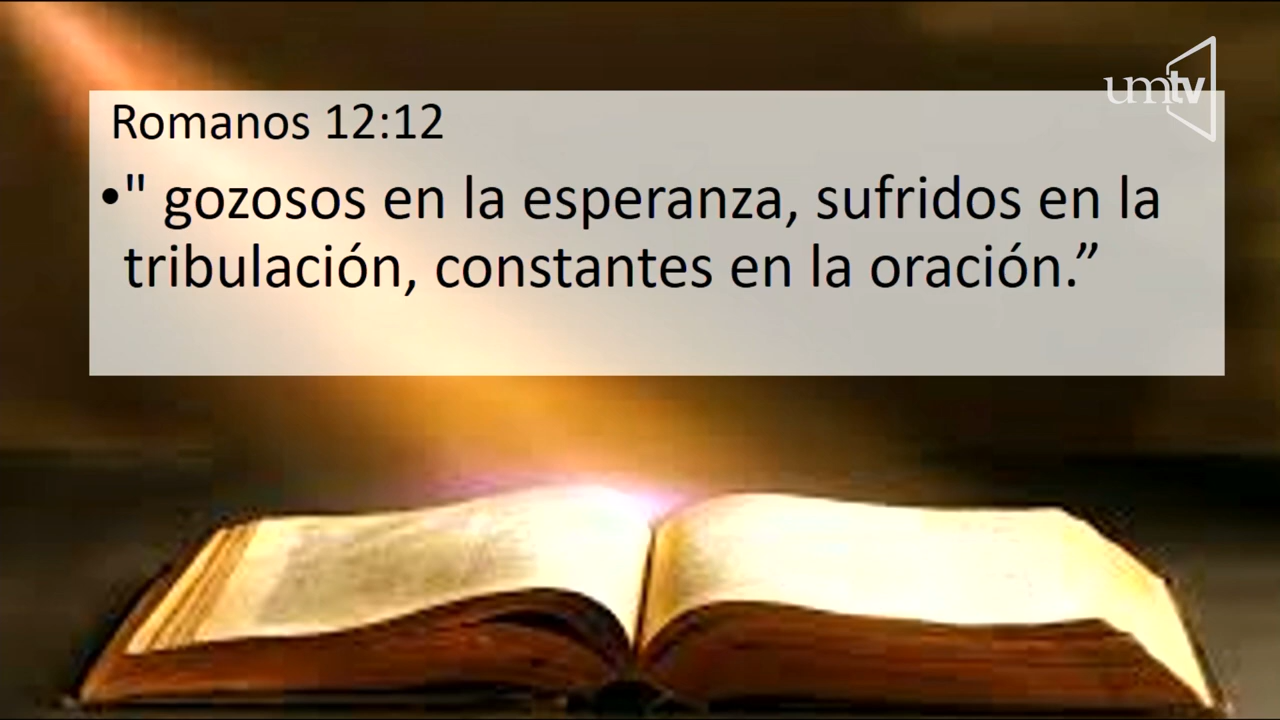 umtv
Romanos 12:12
•" gozosos en la esperanza, sufridos en la
tribulación, constantes en la oración.”